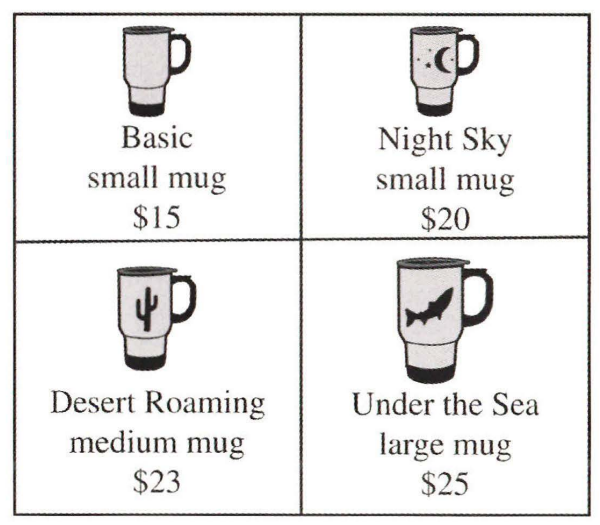 Basic
small mug
$15
Night Sky
small mug
$20
Desert Roaming
medium mug
$23
Under the Sea
large mug
$25